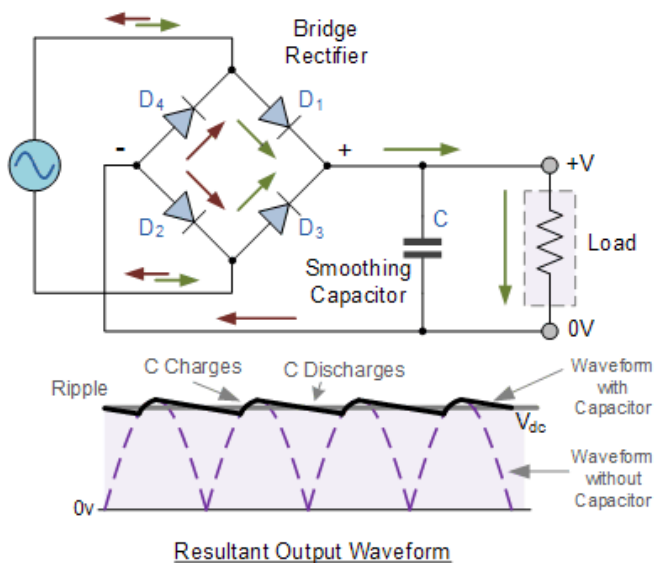 Bridge
Rectifier
D4
D1
-
+
+V
D2
D3
C
Smoothing
Capacitor
Load
0V
C Charges
C Discharges
Ripple
Waveform
with
Capacitor
Vdc
Waveform
without
Capacitor
0v
Resultant Output Waveform